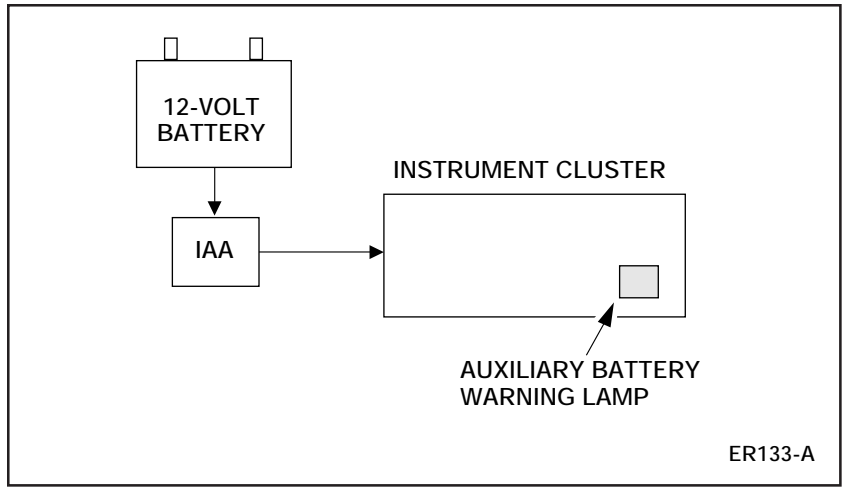 12-VOLT
BATTERY
INSTRUMENT CLUSTER
IAA
AUXILIARY BATTERY
WARNING LAMP
ER133-A